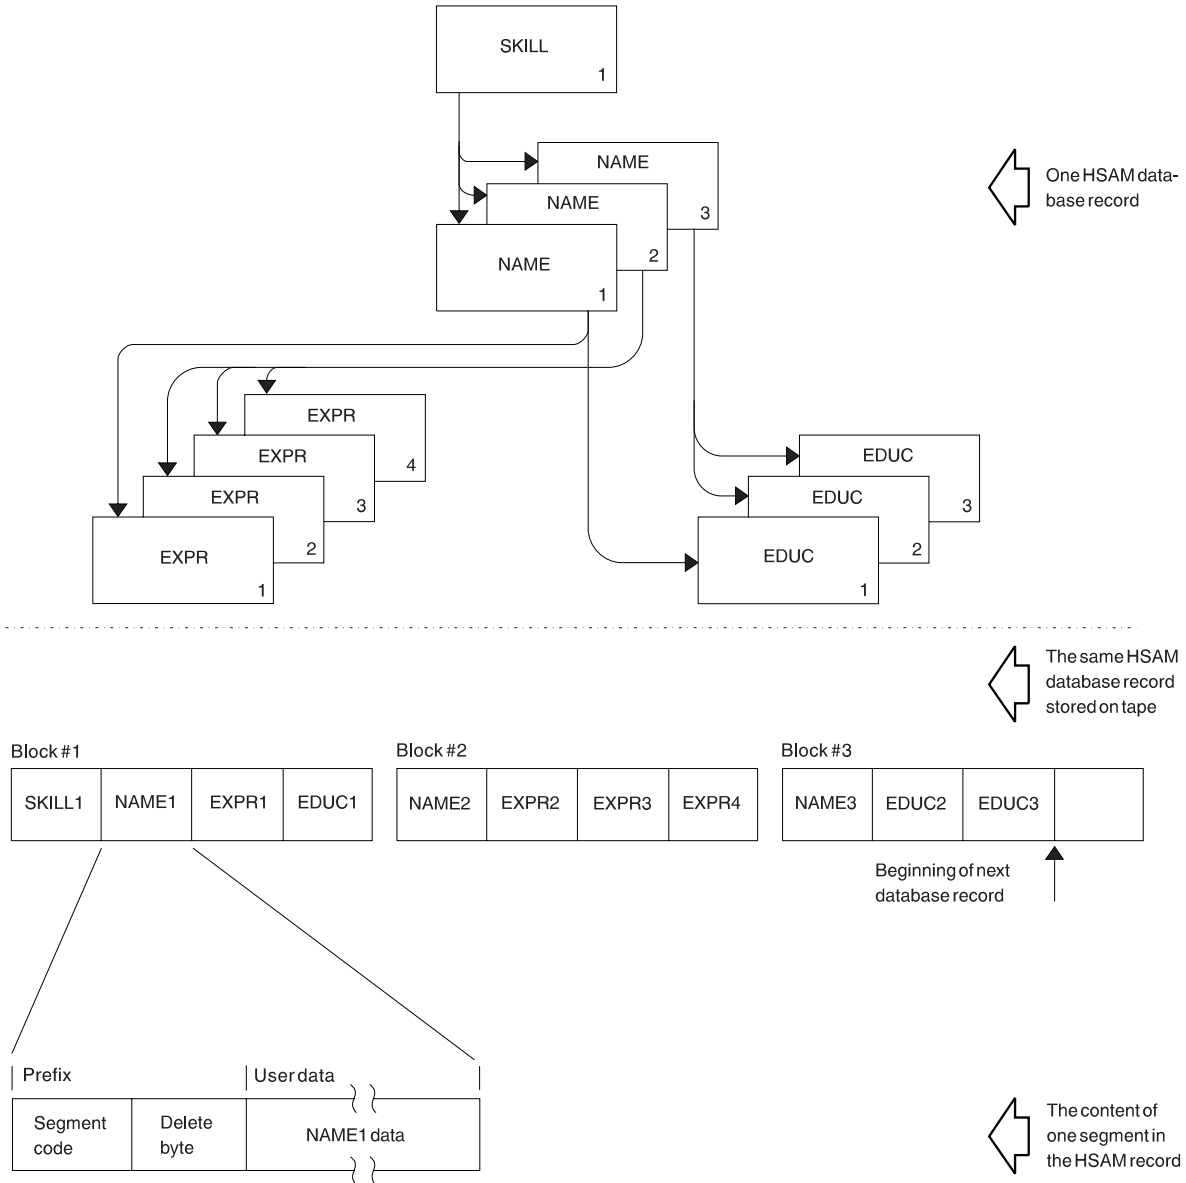 SKILL
1
NAME
3
NAME
2
NAME
1
One HSAM data-
base record
EXPR
4
EXPR
3
EXPR
2
EXPR
1
EDUC
3
EDUC
2
EDUC
1
The same HSAM
database record
stored on tape
Block #1
Block #2
Block #3
SKILL1 NAME1 EXPR1 EDUC1
NAME2 EXPR2 EXPR3 EXPR4
NAME3 EDUC2 EDUC3
Beginning of next
database record
Prefix
User data
Segment
code
Delete
byte
NAME1 data
The content of
one segment in
the HSAM record